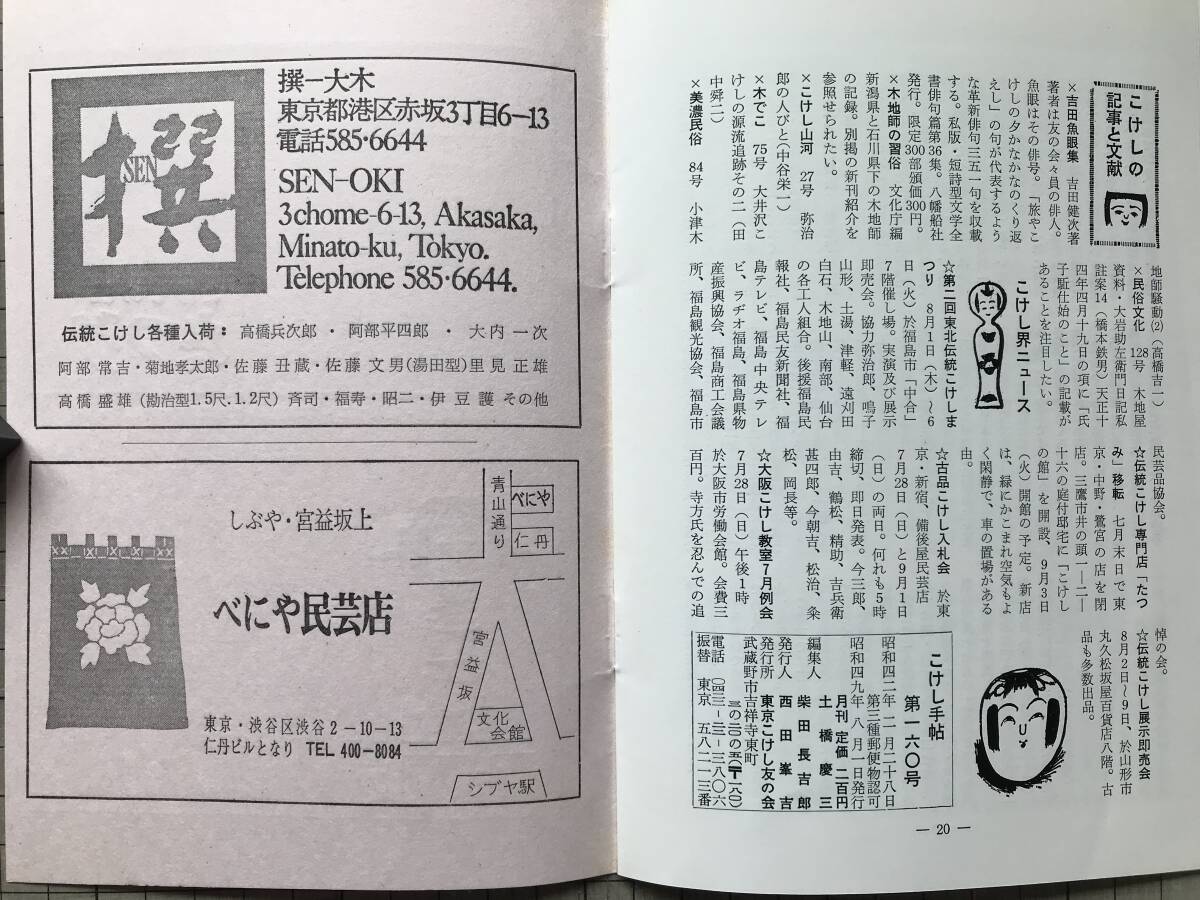 撰
SEN
撰一大木
東京都港区赤坂3丁目6-13
電話585・6644
SEN-OKI
3chome-6-13, Akasaka,
Minato-ku, Tokyo.
Telephone 585・6644.
伝統こけし各種入荷: 高橋兵次郎 ・ 阿部平四郎 ・ 大内一次
阿部 常吉・菊地孝太郎・佐藤 丑蔵・佐藤 文男(湯田型)里見 正雄
高橋 盛雄(勘治型1.5尺.1.2尺) 斉司・福寿・昭二・伊豆 護 その他
しぶや・宮益坂上
べにや民芸店
東京・渋谷区渋谷2-10-13
仁丹ビルとなり TEL 400-8084
青山通り
べにや
仁丹
宮益坂
文化
会館
シブヤ駅
こけしの
記事と文献
×吉田魚眼集 吉田健次著
著者は友の会々員の俳人。
魚眼はその俳号。「旅やこ
けしの夕かなかなのくり返
えし」の句が代表するよう
な革新俳句三五一句を収載
する。私版・短詩型文学全
書俳句篇第36集。八幡船社
発行。限定300部頒価300円。
×木地師の習俗 文化庁編
新潟県と石川県下の木地師
の記録。別掲の新刊紹介を
参照せられたい。
×こけし山河 27号 弥治
郎の人びと(中谷栄一)
×木でこ 75号 大井沢こ
けしの源流追跡その二(田
中舜二)
×美濃民俗 84号 小津木
地師騒動(2)(高橋吉一)
×民俗文化 128号 木地屋
資料・大岩助左衛門日記私
註案14(橋本鉄男)天正十
四年四月十九日の項に「氏
子駈仕始のこと」の記載が
あることを注目したい。
こけし界ニュース
☆第二回東北伝統こけしま
つり 8月1日(木)～6
日(火)於福島市「中合」
7階催し場。実演及び展示
即売会。協力弥治郎、鳴子
山形、土湯、津軽、遠刈田
白石、木地山、南部、仙台
の各工人組合。後援福島民
報社、福島民友新聞社、福
島テレビ、福島中央テレ
ビ、ラヂオ福島、福島県物
産振興協会、福島商工会議
所、福島観光協会、福島市
民芸品協会。
☆伝統こけし専門店「たつ
み」移転 七月末日で東
京・中野・鷺宮の店を閉
店。三鷹市井の頭一ー二ー
十六の庭付邸宅に「こけし
の館」を開設、9月3日
(火)開館の予定。新店
は、緑にかこまれ空気もよ
く閑静で、車の置場がある
由。
☆古品こけし入札会 於東
京・新宿、備後屋民芸店
7月28日(日)と9月1日
(日)の両日。何れも5時
締切、即日発表。今三郎、
由吉、鶴松、精助、吉兵衛
甚四郎、今朝吉、松治、粂
松、岡長等。
☆大阪こけし教室7月例会
7月28日(日)午後1時
於大阪市労働会館。会費三
百円。寺方氏を忍んでの追
悼の会。
☆伝統こけし展示即売会
8月2日～9日、於山形市
丸久松坂屋百貨店八階。古
品も多数出品。
こけし手帖
第一六〇号
昭和四二年一一月二十八日
第三種郵便物認可
昭和四九年八月一日発行
月刊 定価 二百円
編集人 土橋慶三
発行人 柴田長吉郎
西田峯吉
発行所 東京こけし友の会
武蔵野市吉祥寺東町
三の二〇の五(〒一八〇)
電話 (〇四二二)ー二二ー三八〇六
振替 東京 五八二一三番
— 20 —